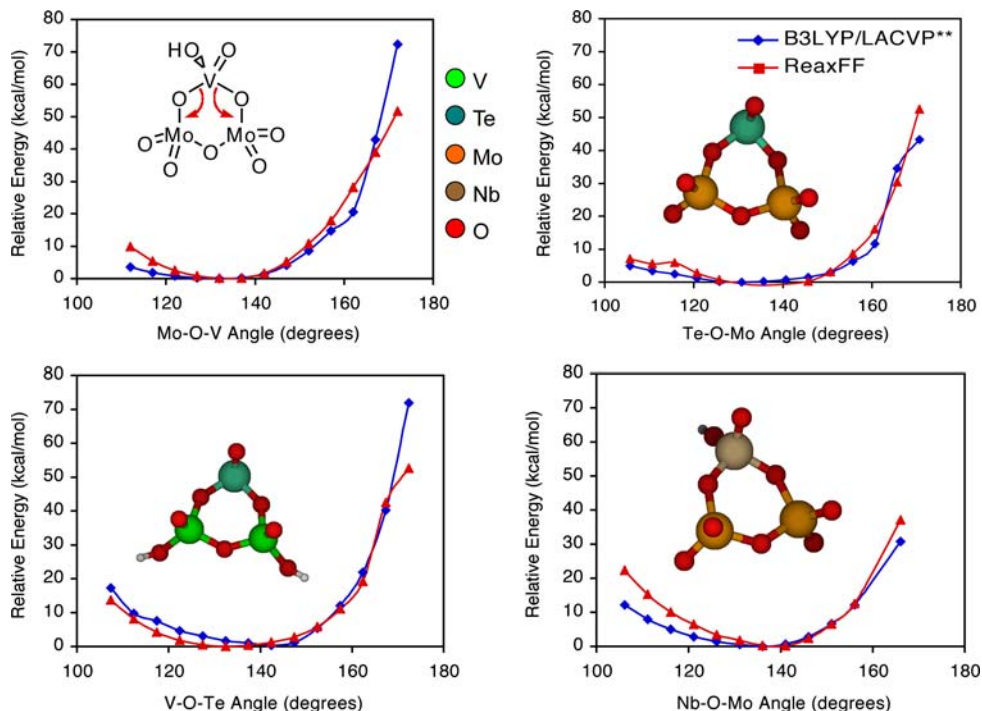 80
70
60
50
40
30
20
10
0
Relative Energy (kcal/mol)
100 120 140 160 180
Mo-O-V Angle (degrees)
HO O
V
O O
O Mo Mo O
O O O
V
Te
Mo
Nb
O
80
70
60
50
40
30
20
10
0
Relative Energy (kcal/mol)
B3LYP/LACVP**
ReaxFF
100 120 140 160 180
Te-O-Mo Angle (degrees)
80
70
60
50
40
30
20
10
0
Relative Energy (kcal/mol)
100 120 140 160 180
V-O-Te Angle (degrees)
80
70
60
50
40
30
20
10
0
Relative Energy (kcal/mol)
100 120 140 160 180
Nb-O-Mo Angle (degrees)